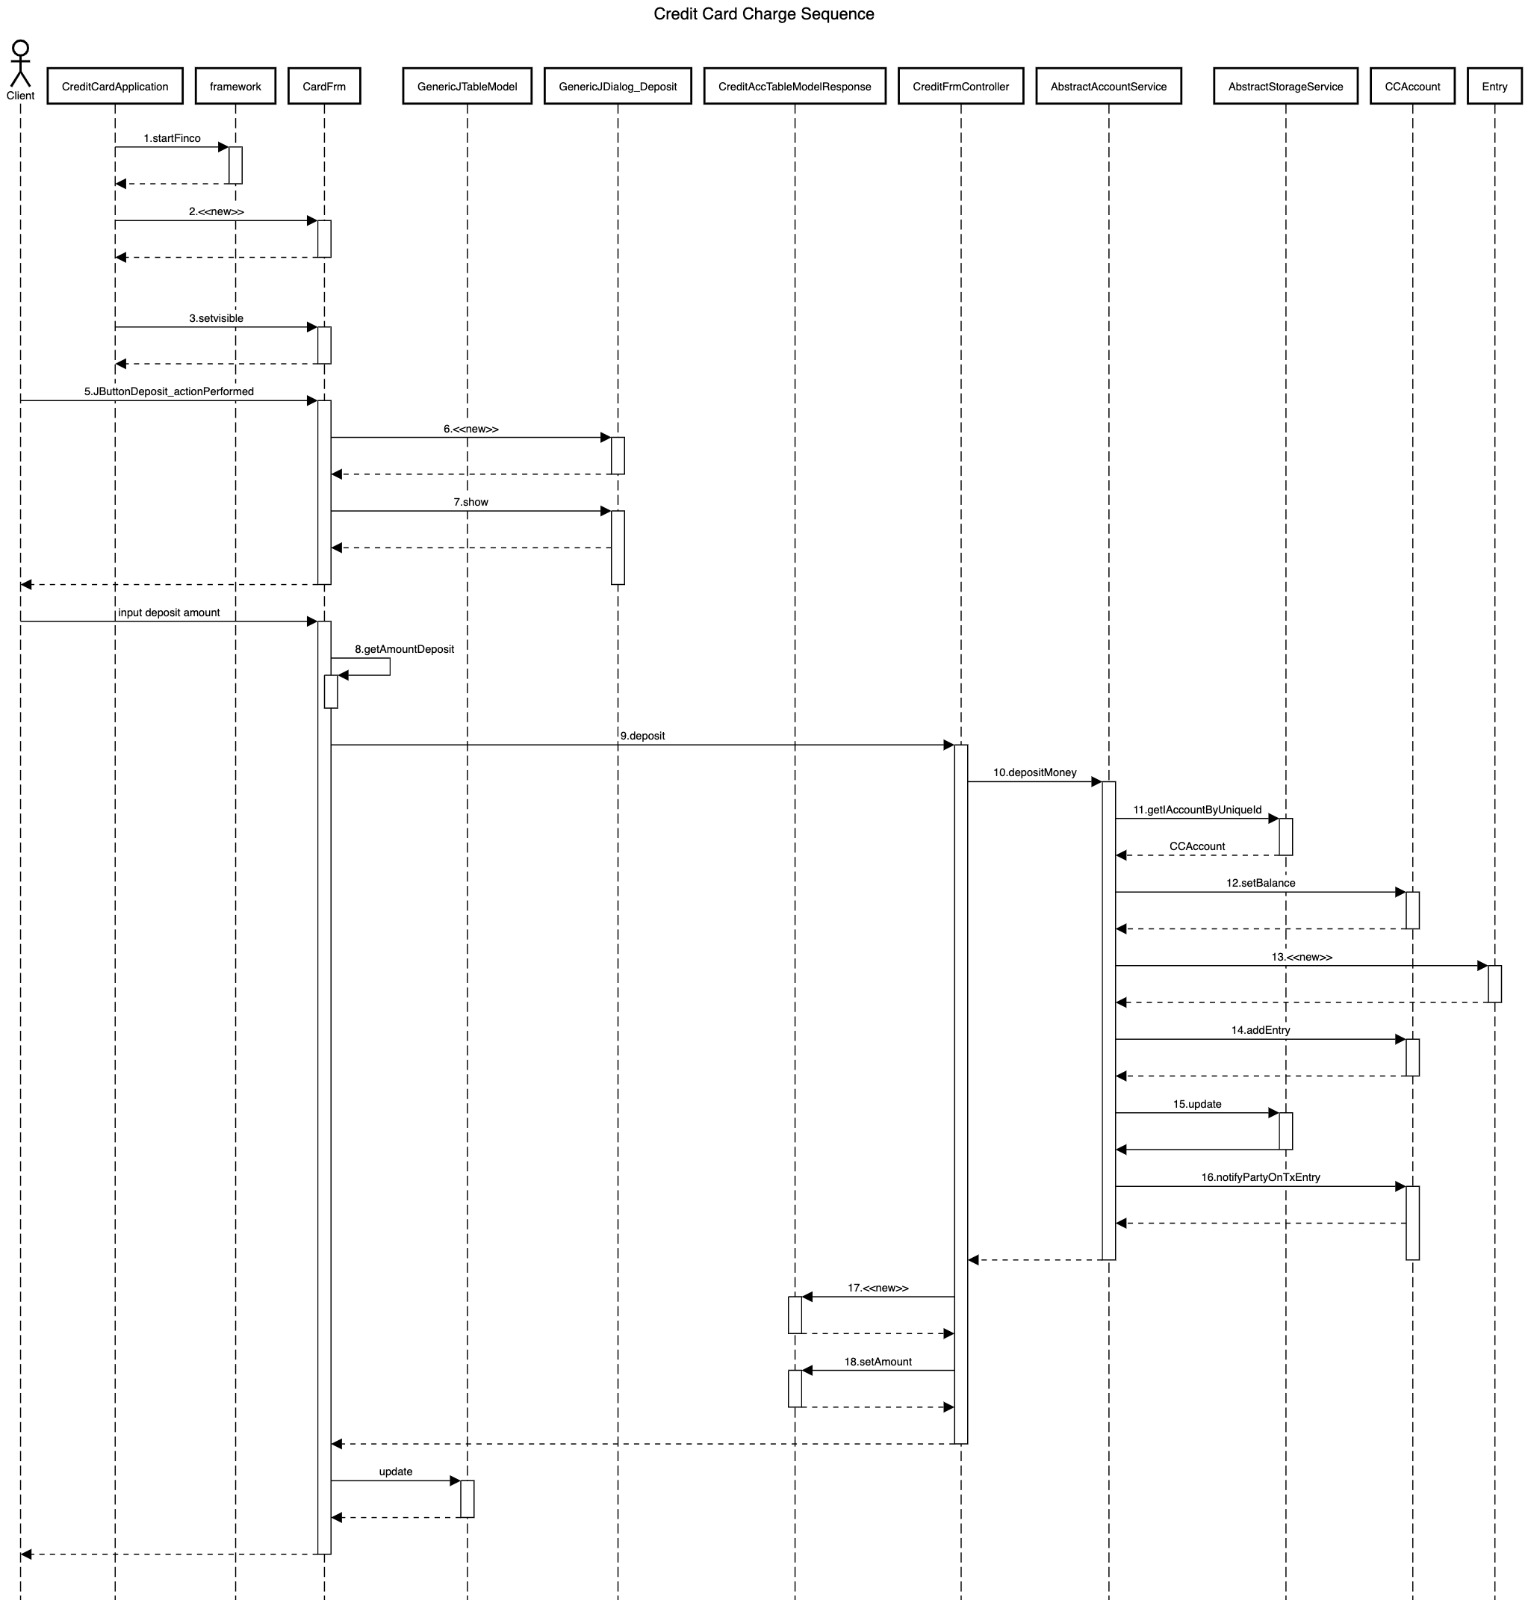 Credit Card Charge Sequence
Client
CreditCardApplication
framework
CardFrm
GenericJTableModel
GenericJDialog_Deposit
CreditAccTableModelResponse
CreditFrmController
AbstractAccountService
AbstractStorageService
CCAccount
Entry
1.startFinco
2.<<new>>
3.setvisible
5.JButtonDeposit_actionPerformed
6.<<new>>
7.show
input deposit amount
8.getAmountDeposit
9.deposit
10.depositMoney
11.getIAccountByUniqueId
CCAccount
12.setBalance
13.<<new>>
14.addEntry
15.update
16.notifyPartyOnTxEntry
17.<<new>>
18.setAmount
update